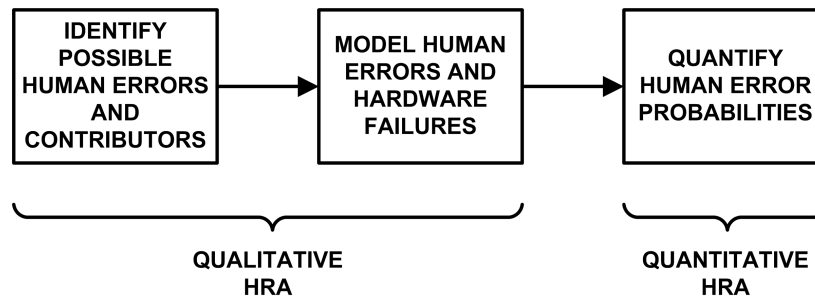 IDENTIFY
POSSIBLE
HUMAN ERRORS
AND
CONTRIBUTORS
MODEL HUMAN
ERRORS AND
HARDWARE
FAILURES
QUANTIFY
HUMAN ERROR
PROBABILITIES
QUALITATIVE
HRA
QUANTITATIVE
HRA